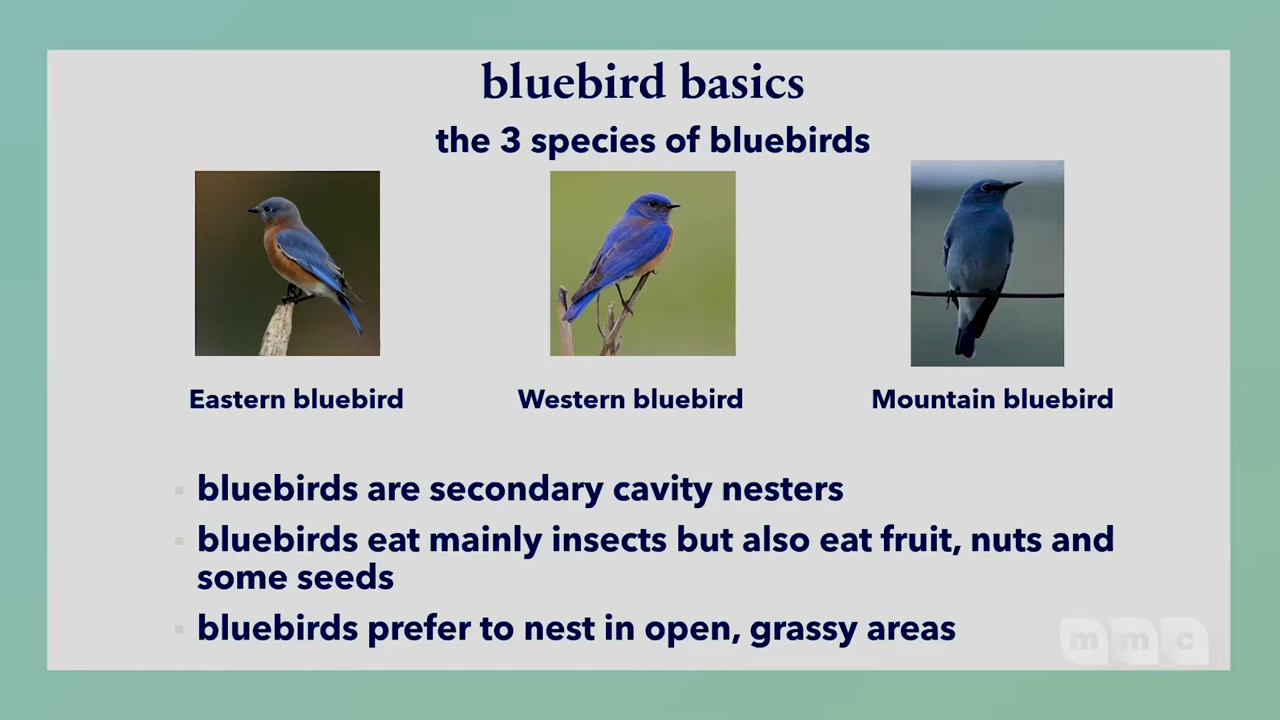 bluebird basics
the 3 species of bluebirds
Eastern bluebird
Western bluebird
Mountain bluebird
bluebirds are secondary cavity nesters
bluebirds eat mainly insects but also eat fruit, nuts and
some seeds
bluebirds prefer to nest in open, grassy areas
mmc